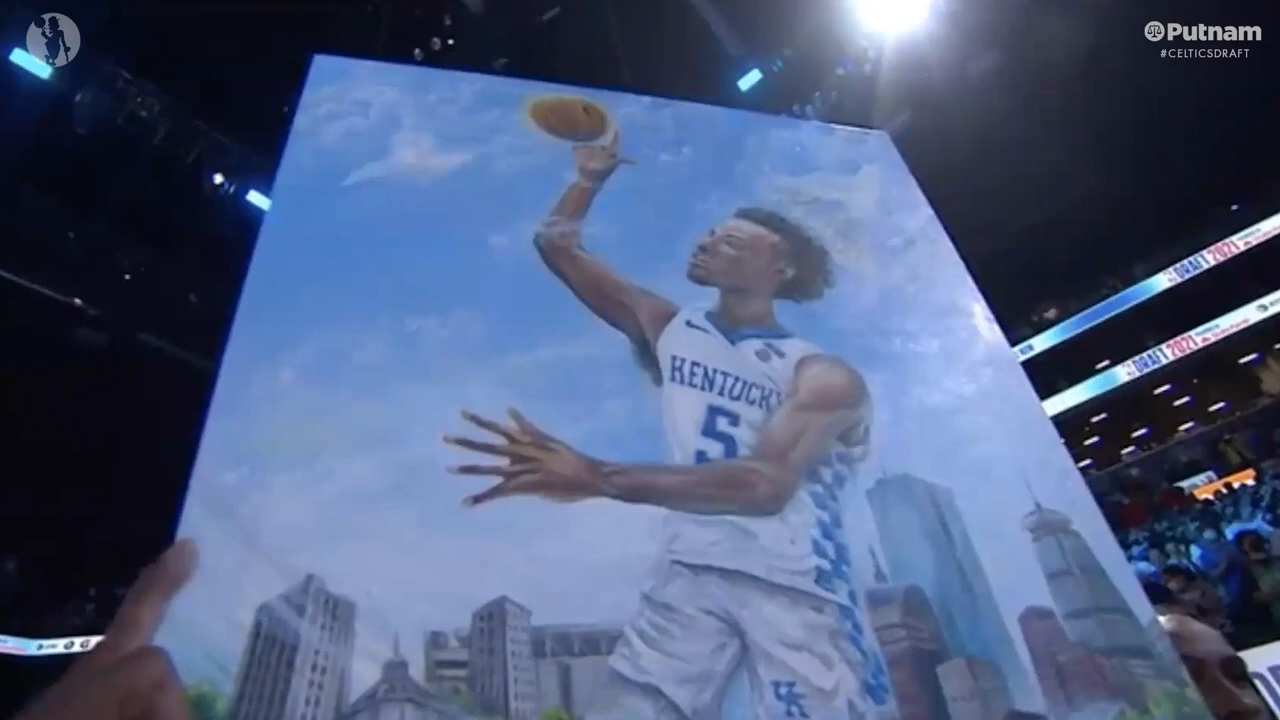 Putnam
#CELTICSDRAFT
DRAFT 2021
DRAFT 2021
KENTUCKY
5
UK